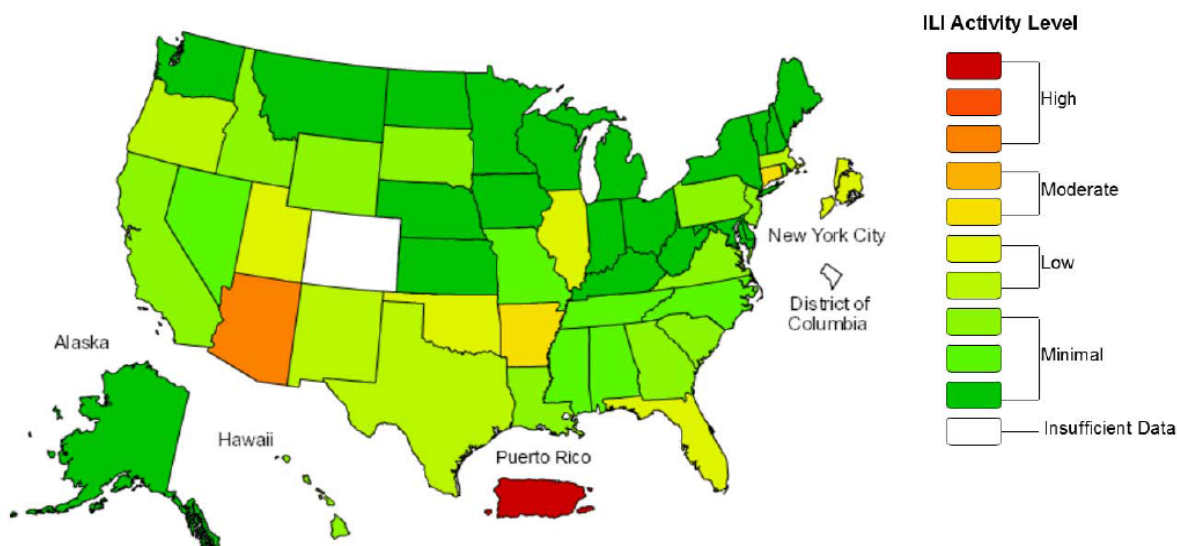 ILI Activity Level
High
Moderate
Low
Minimal
Insufficient Data
New York City
District of
Columbia
Alaska
Hawaii
Puerto Rico